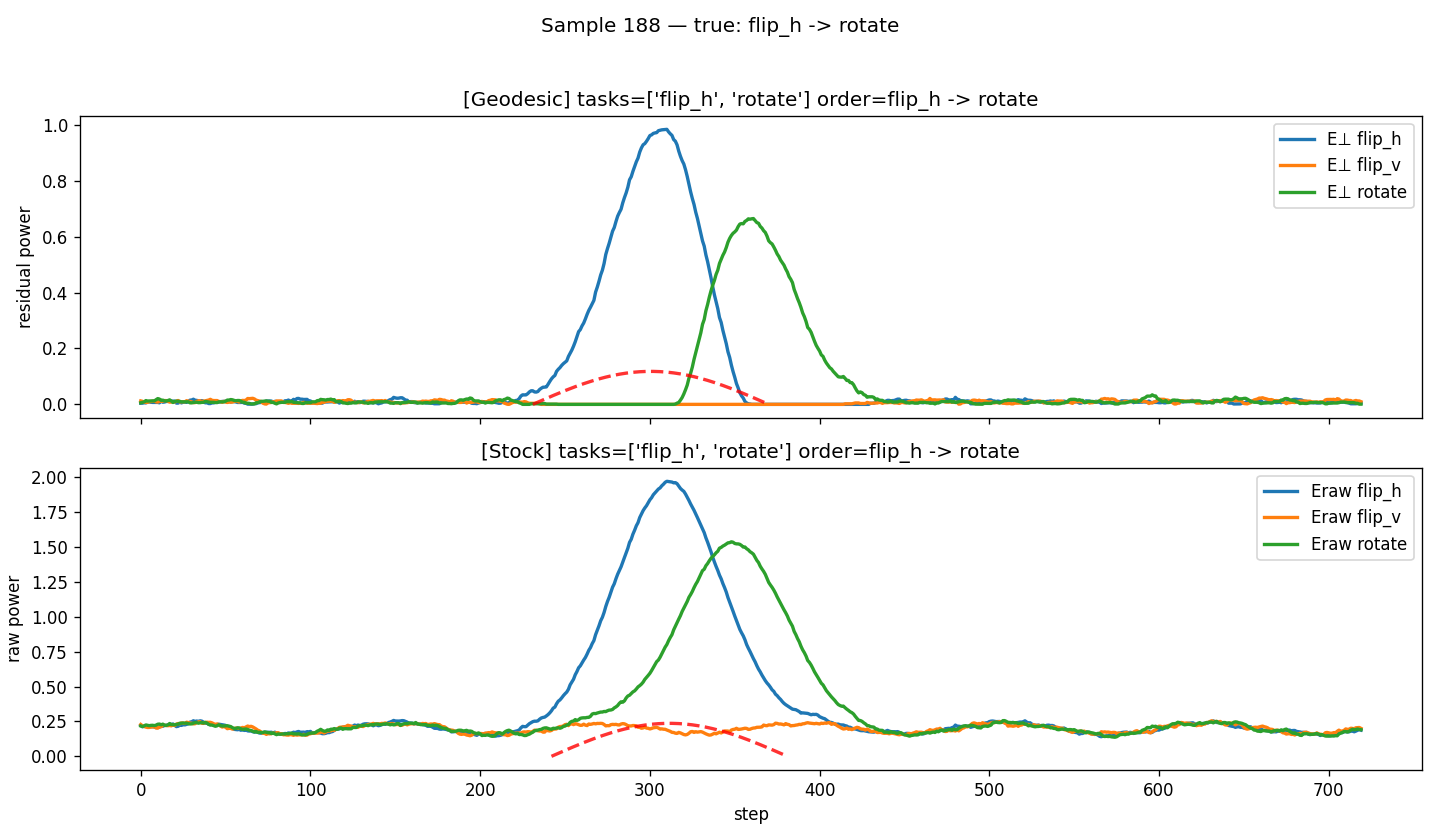 Sample 188 — true: flip_h -> rotate
[Geodesic] tasks=['flip_h', 'rotate'] order=flip_h -> rotate
1.0
0.8
0.6
0.4
0.2
0.0
residual power
E⊥ flip_h
E⊥ flip_v
E⊥ rotate
[Stock] tasks=['flip_h', 'rotate'] order=flip_h -> rotate
2.00
1.75
1.50
1.25
1.00
0.75
0.50
0.25
0.00
raw power
Eraw flip_h
Eraw flip_v
Eraw rotate
0 100 200 300 400 500 600 700
step